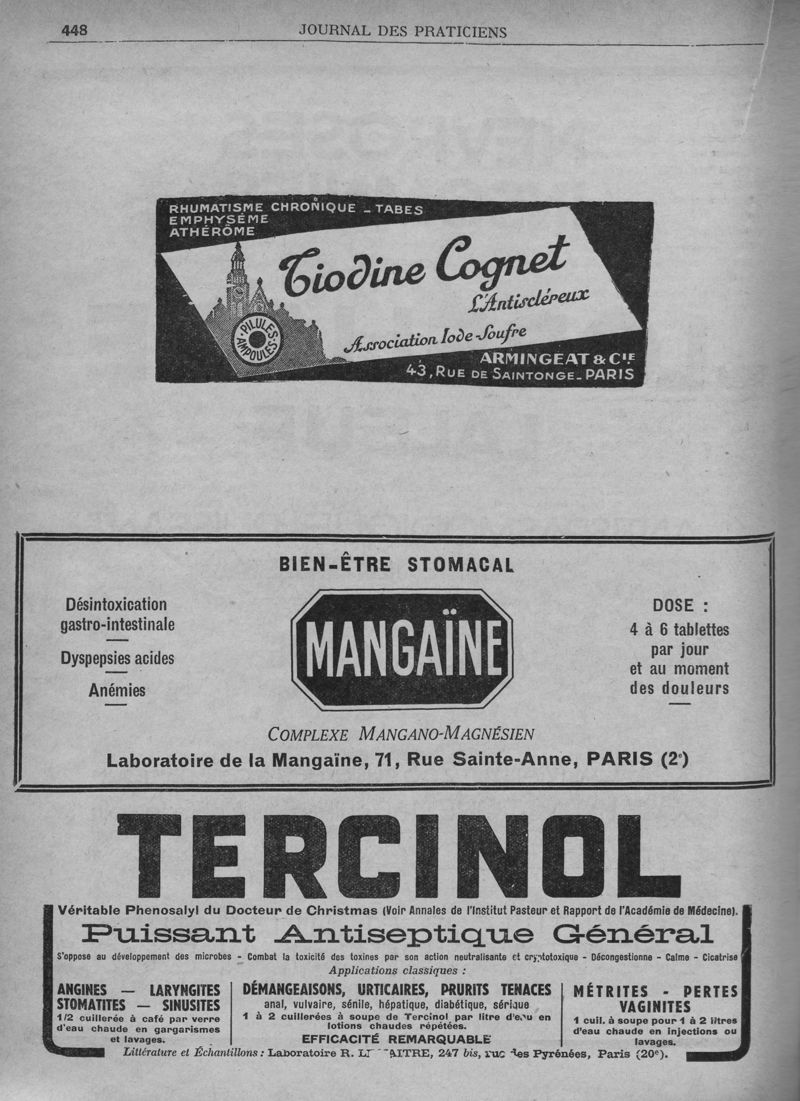 448
JOURNAL DES PRATICIENS
RHUMATISME CHRONIQUE - TABES
EMPHYSÈME
ATHÉRÔME
Tiodine Cognet
L'Antiscléreux
PILULES
AMPOULES
Association Iode-Soufre
ARMINGEAT & CIE
43, RUE DE SAINTONGE - PARIS
BIEN-ÊTRE STOMACAL
Désintoxication
gastro-intestinale
Dyspepsies acides
Anémies
MANGAÏNE
DOSE :
4 à 6 tablettes
par jour
et au moment
des douleurs
COMPLEXE MANGANO-MAGNÉSIEN
Laboratoire de la Mangaïne, 71, Rue Sainte-Anne, PARIS (2e)
TERCINOL
Véritable Phenosalyl du Docteur de Christmas (Voir Annales de l'Institut Pasteur et Rapport de l'Académie de Médecine).
Puissant Antiseptique Général
S'oppose au développement des microbes - Combat la toxicité des toxines par son action neutralisante et cryptotoxique - Décongestionne - Calme - Cicatrise
Applications classiques :
ANGINES — LARYNGITES
STOMATITES — SINUSITES
1/2 cuillerée à café par verre
d'eau chaude en gargarismes
et lavages.
DÉMANGEAISONS, URTICAIRES, PRURITS TENACES
anal, vulvaire, sénile, hépatique, diabétique, sérique
1 à 2 cuillerées à soupe de Tercinol par litre d'eau en
lotions chaudes répétées.
EFFICACITÉ REMARQUABLE
MÉTRITES - PERTES
VAGINITES
1 cuil. à soupe pour 1 à 2 litres
d'eau chaude en injections ou
lavages.
Littérature et Échantillons : Laboratoire R. 247 bis, rue des Pyrénées, Paris (20e).